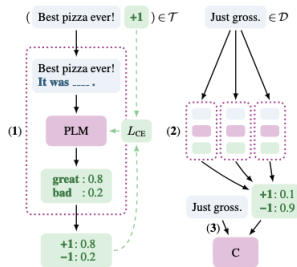 ( Best pizza ever! +1 ) ∈ 𝒯
Best pizza ever!
It was ____ .
(1)
PLM
L_CE
great : 0.8
bad : 0.2
+1: 0.8
−1: 0.2
Just gross. ∈ 𝒟
(2)
Just gross.
+1: 0.1
−1: 0.9
(3)
C